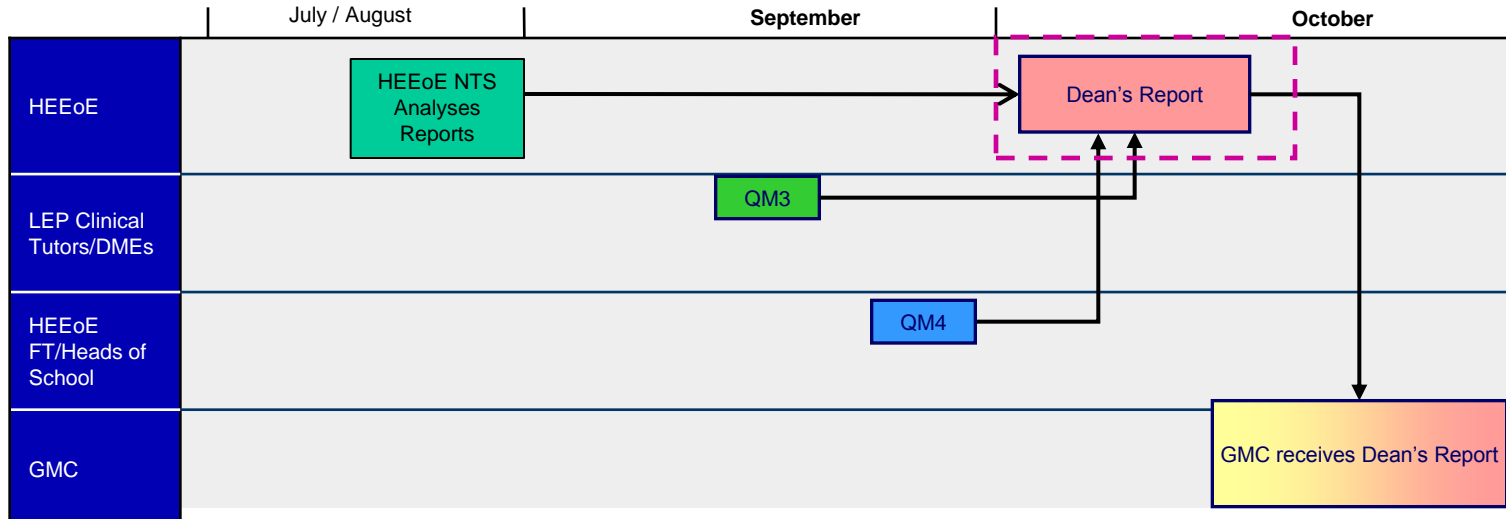 July / August
September
October
HEEoE
HEEoE NTS
Analyses
Reports
Dean’s Report
LEP Clinical
Tutors/DMEs
QM3
HEEoE
FT/Heads of
School
QM4
GMC
GMC receives Dean’s Report